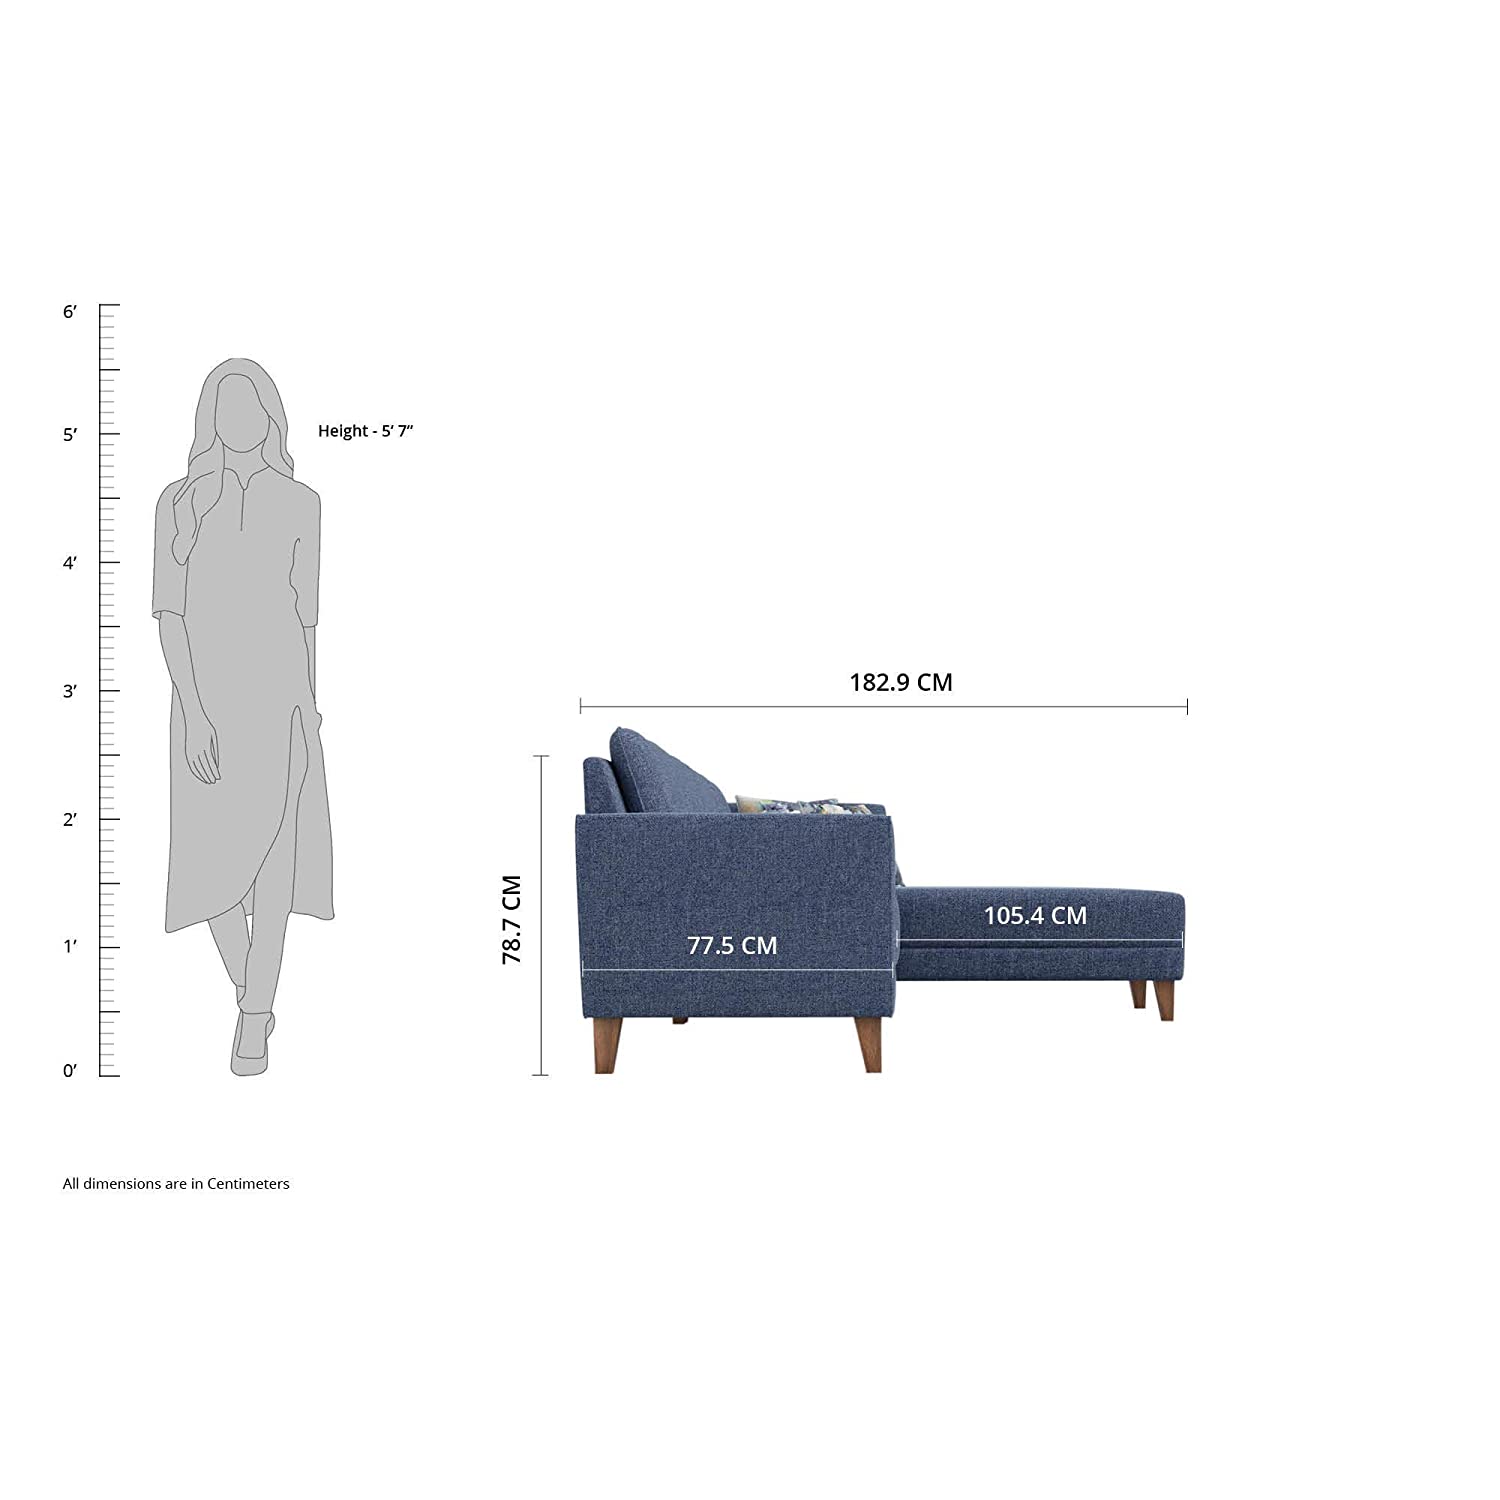 6’
5’
4’
3’
2’
1’
0’
Height - 5‘ 7“
182.9 CM
78.7 CM
77.5 CM
105.4 CM
All dimensions are in Centimeters